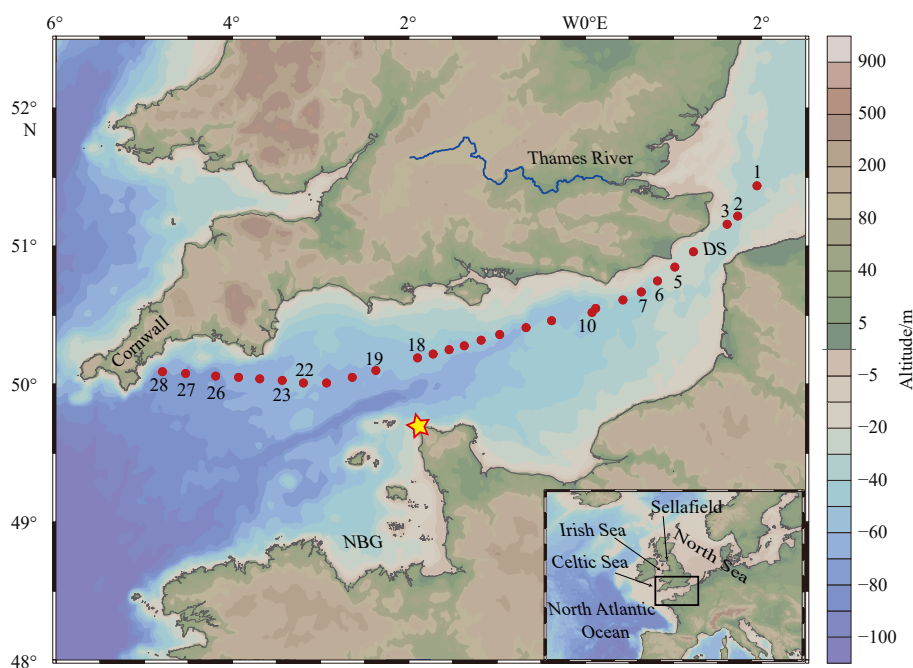 6°
4°
2°
W0°E
2°
52°
N
51°
50°
49°
48°
Thames River
1
2
3
DS
5
6
7
10
18
19
22
23
26
27
28
Cornwall
NBG
Sellafield
Irish Sea
North Sea
Celtic Sea
North Atlantic
Ocean
900
500
200
80
40
5
−5
−20
−40
−60
−80
−100
Altitude/m